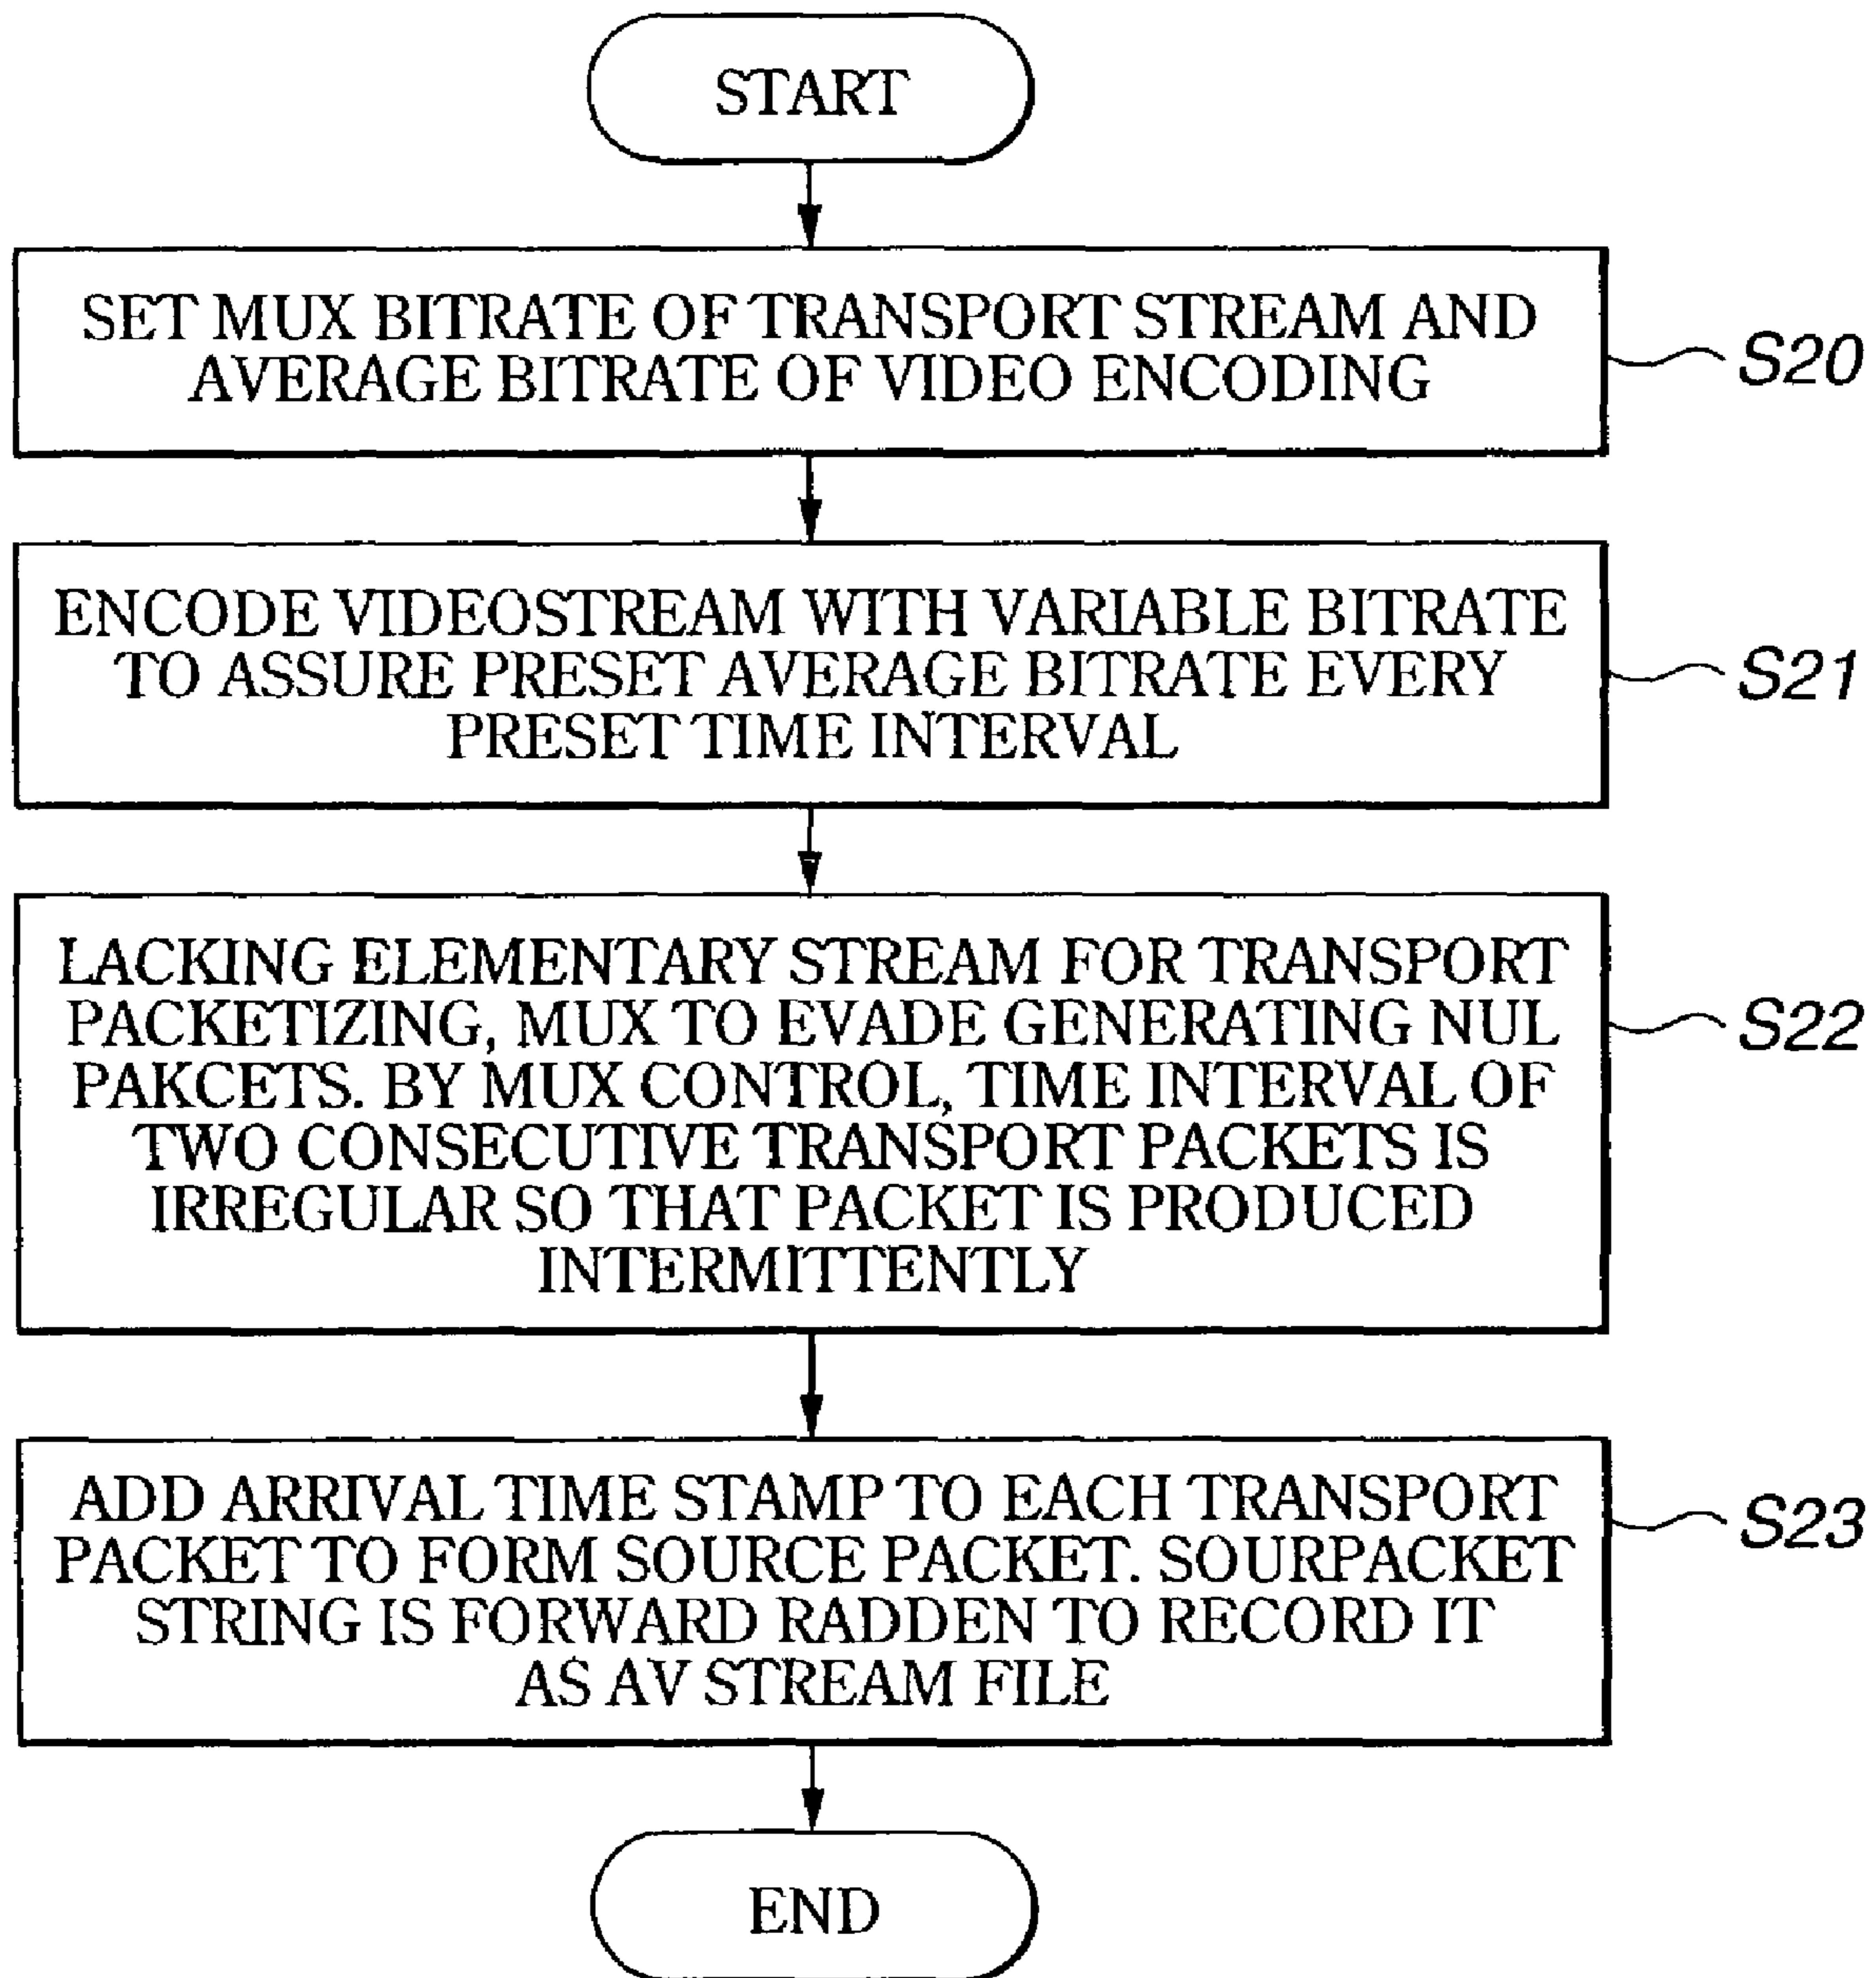 START
SET MUX BITRATE OF TRANSPORT STREAM AND
AVERAGE BITRATE OF VIDEO ENCODING
S20
ENCODE VIDEOSTREAM WITH VARIABLE BITRATE
TO ASSURE PRESET AVERAGE BITRATE EVERY
PRESET TIME INTERVAL
S21
LACKING ELEMENTARY STREAM FOR TRANSPORT
PACKETIZING, MUX TO EVADE GENERATING NUL
PAKCETS. BY MUX CONTROL, TIME INTERVAL OF
TWO CONSECUTIVE TRANSPORT PACKETS IS
IRREGULAR SO THAT PACKET IS PRODUCED
INTERMITTENTLY
S22
ADD ARRIVAL TIME STAMP TO EACH TRANSPORT
PACKET TO FORM SOURCE PACKET. SOURPACKET
STRING IS FORWARD RADDEN TO RECORD IT
AS AV STREAM FILE
S23
END